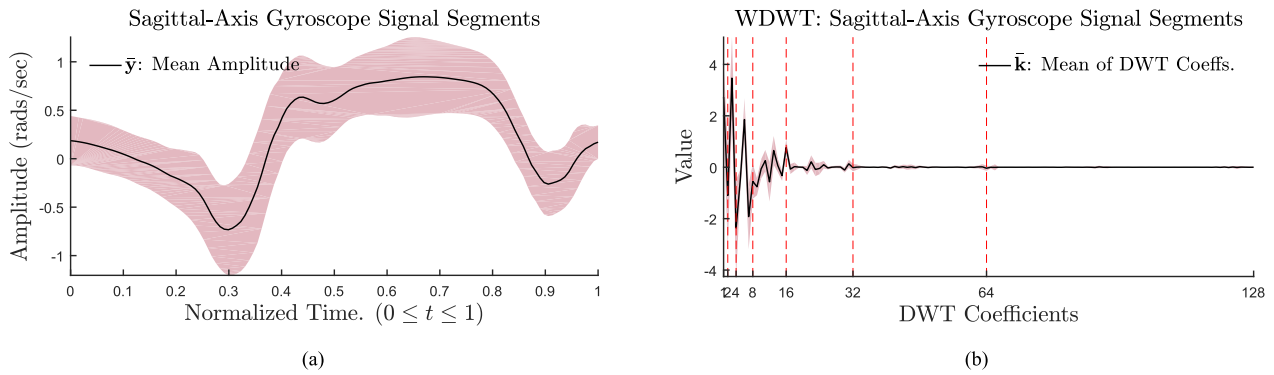 Sagittal-Axis Gyroscope Signal Segments
ȳ: Mean Amplitude
Amplitude (rads/sec)
1
0.5
0
-0.5
-1
0 0.1 0.2 0.3 0.4 0.5 0.6 0.7 0.8 0.9 1
Normalized Time. (0 ≤ t ≤ 1)
(a)
WDWT: Sagittal-Axis Gyroscope Signal Segments
k̄: Mean of DWT Coeffs.
Value
4
2
0
-2
-4
1 2 4 8 16 32 64 128
DWT Coefficients
(b)